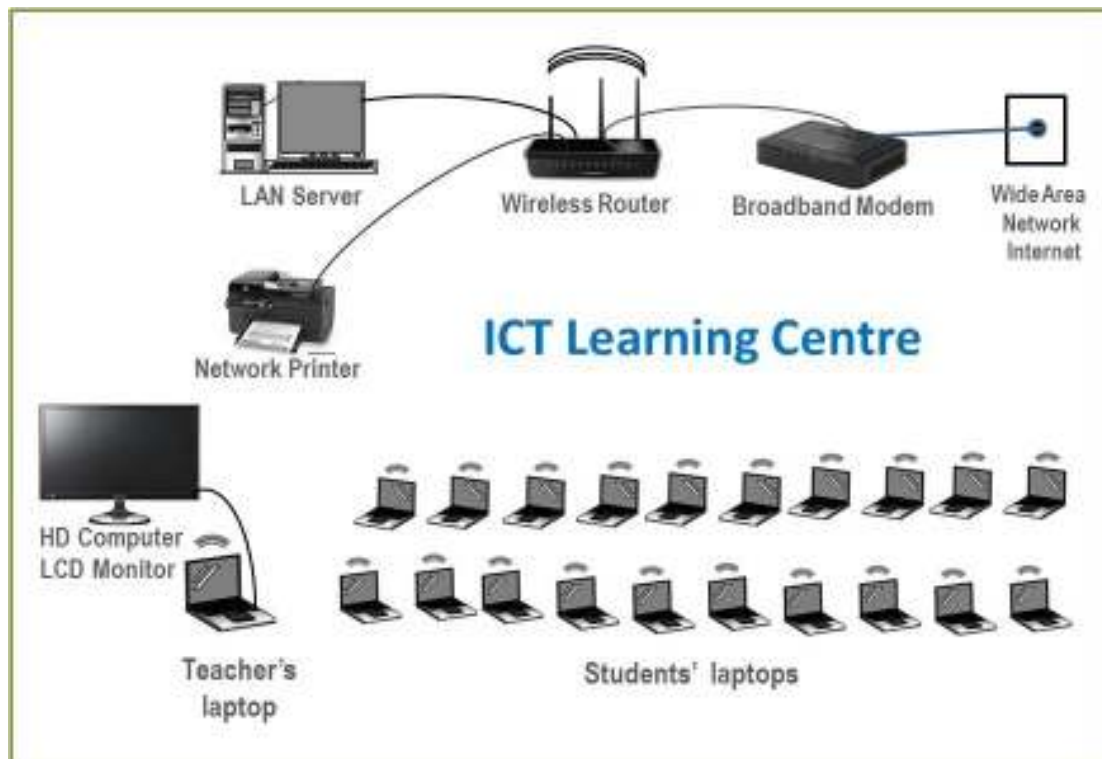 LAN Server
Wireless Router
Broadband Modem
Wide Area
Network
Internet
Network Printer
ICT Learning Centre
HD Computer
LCD Monitor
Teacher's
laptop
Students' laptops